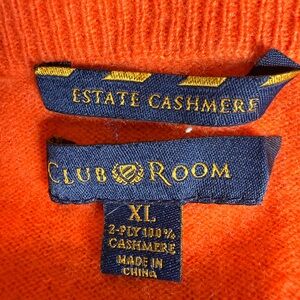 ESTATE CASHMERE
CLUB ROOM
XL
2-PLY 100%
CASHMERE
MADE IN
CHINA